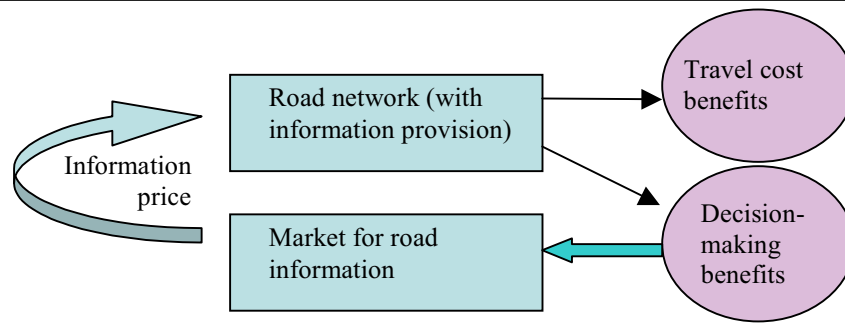 Road network (with
information provision)
Travel cost
benefits
Information
price
Market for road
information
Decision-
making
benefits